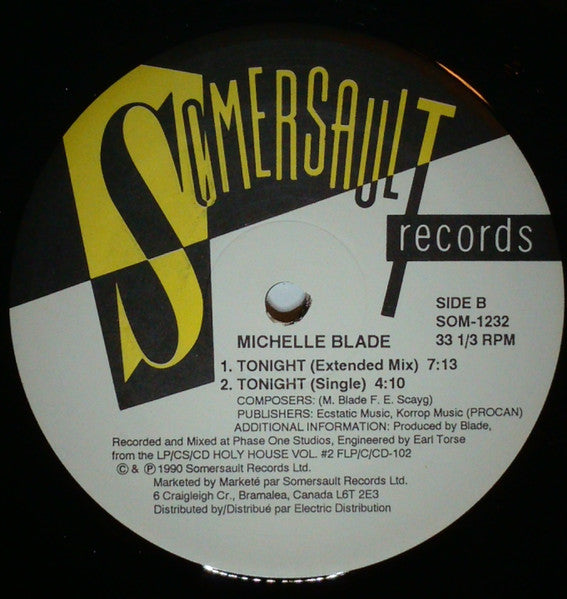 SOMERSAULT
records
SIDE B
SOM-1232
MICHELLE BLADE 33 1/3 RPM
1. TONIGHT (Extended Mix) 7:13
2. TONIGHT (Single) 4:10
COMPOSERS: (M. Blade F. E. Scayg)
PUBLISHERS: Ecstatic Music, Korrop Music (PROCAN)
ADDITIONAL INFORMATION: Produced by Blade,
Recorded and Mixed at Phase One Studios, Engineered by Earl Torse
from the LP/CS/CD HOLY HOUSE VOL. #2 FLP/C/CD-102
© & ℗ 1990 Somersault Records Ltd.
Marketed by Marketé par Somersault Records Ltd.
6 Craigleigh Cr., Bramalea, Canada L6T 2E3
Distributed by/Distribué par Electric Distribution